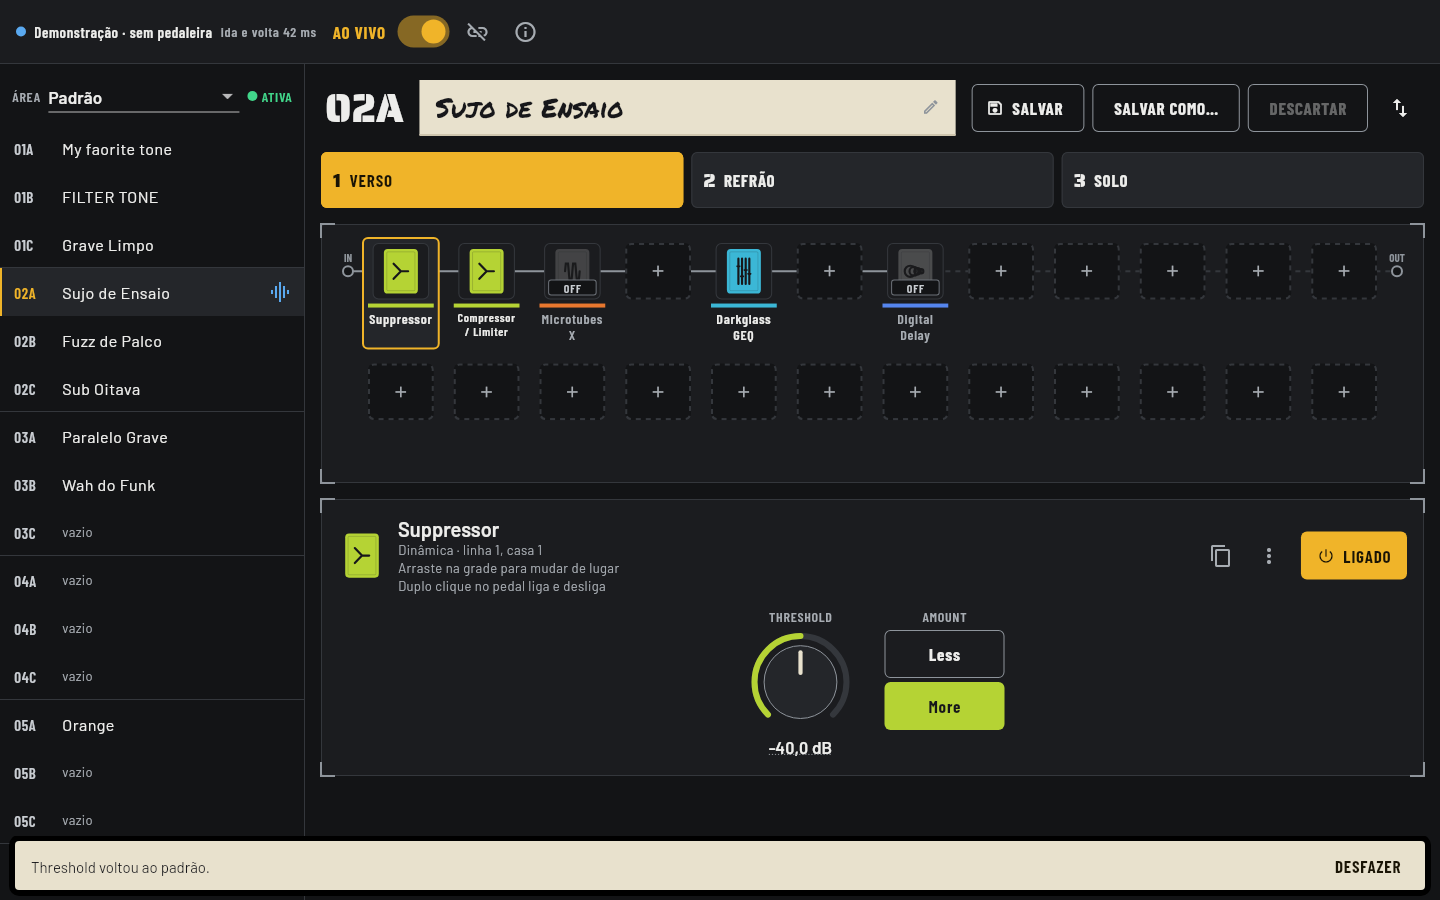 Demonstração · sem pedaleira Ida e volta 42 ms AO VIVO
ÁREA Padrão ATIVA
01A My faorite tone
01B FILTER TONE
01C Grave Limpo
02A Sujo de Ensaio
02B Fuzz de Palco
02C Sub Oitava
03A Paralelo Grave
03B Wah do Funk
03C vazio
04A vazio
04B vazio
04C vazio
05A Orange
05B vazio
05C vazio
02A Sujo de Ensaio SALVAR SALVAR COMO... DESCARTAR
1 VERSO 2 REFRÃO 3 SOLO
IN OUT
OFF OFF
Suppressor
Compressor
/ Limiter
Microtubes
X
Darkglass
GEQ
Digital
Delay
Suppressor
Dinâmica · linha 1, casa 1
Arraste na grade para mudar de lugar
Duplo clique no pedal liga e desliga
LIGADO
THRESHOLD AMOUNT
Less
More
−40,0 dB
Threshold voltou ao padrão. DESFAZER